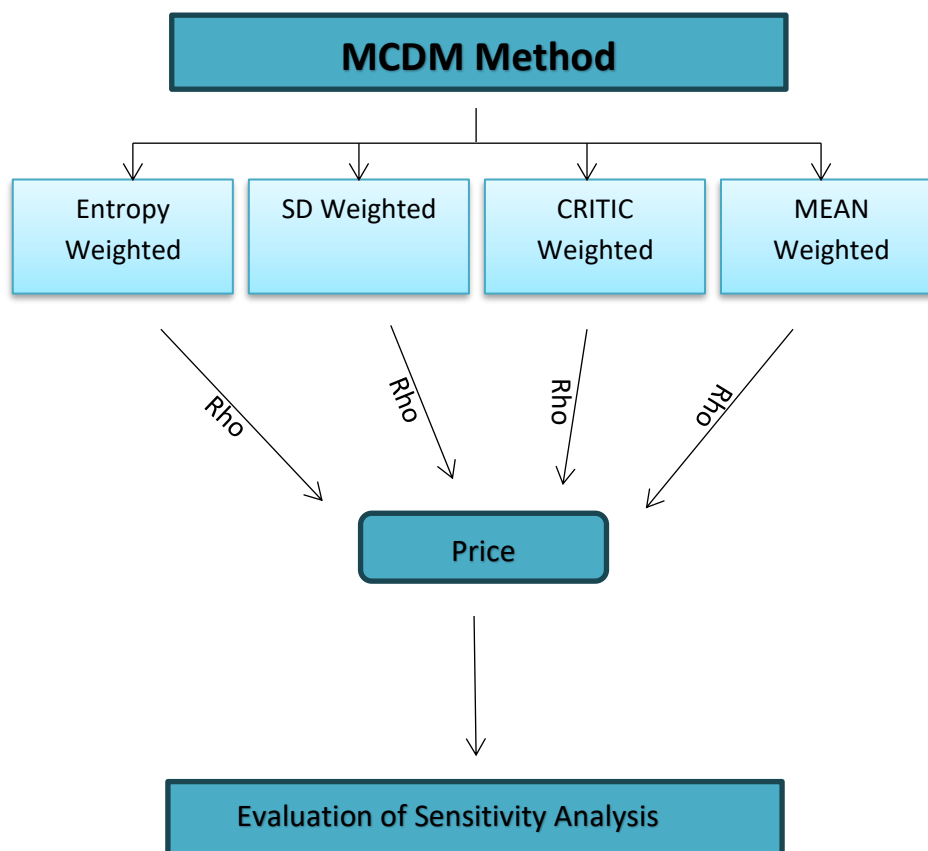 MCDM Method
Entropy
Weighted
SD Weighted
CRITIC
Weighted
MEAN
Weighted
Rho
Rho
Rho
Rho
Price
Evaluation of Sensitivity Analysis